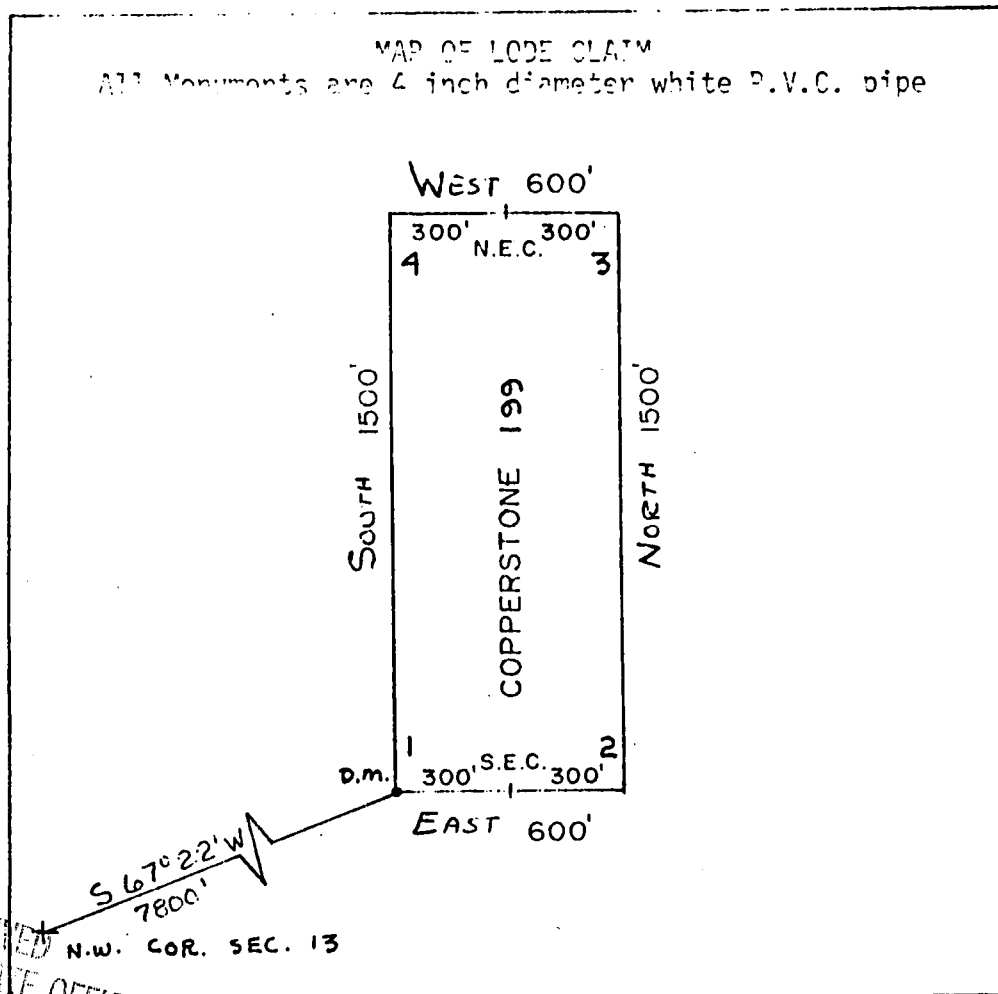 MAP OF LODE CLAIM
All Monuments are 4 inch diameter white P.V.C. pipe
WEST 600'
300' 300'
N.E.C.
4 3
SOUTH 1500'
COPPERSTONE 199
NORTH 1500'
1 2
S.E.C.
D.M. 300' 300'
EAST 600'
S 67° 22' W
7800'
N.W. COR. SEC. 13